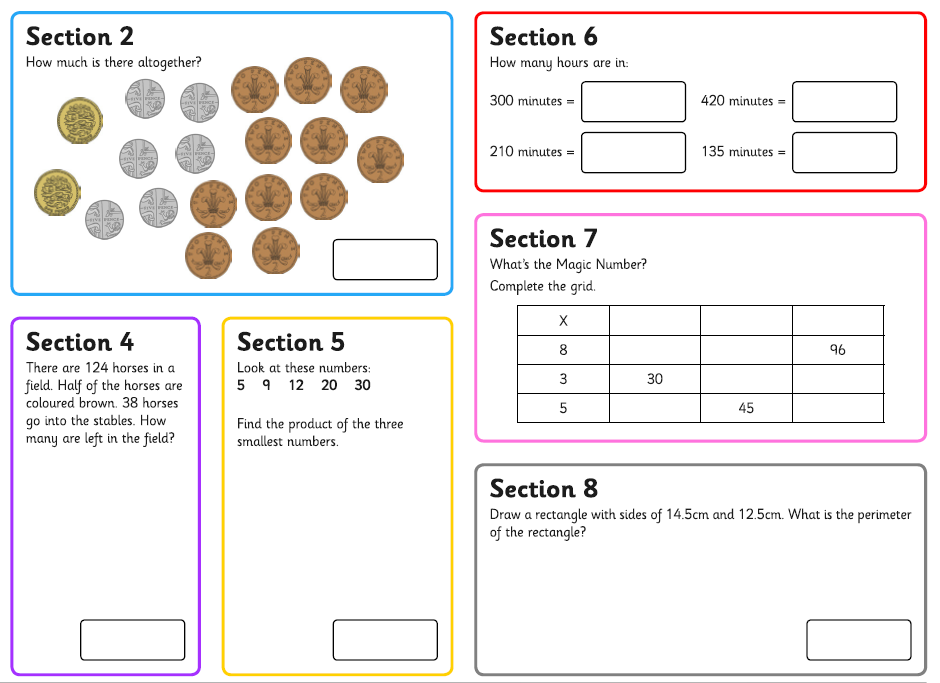 Section 2
How much is there altogether?
Section 4
There are 124 horses in a
field. Half of the horses are
coloured brown. 38 horses
go into the stables. How
many are left in the field?
Section 5
Look at these numbers:
5 9 12 20 30
Find the product of the three
smallest numbers.
Section 6
How many hours are in:
300 minutes = 420 minutes =
210 minutes = 135 minutes =
Section 7
What's the Magic Number?
Complete the grid.
X
8 96
3 30
5 45
Section 8
Draw a rectangle with sides of 14.5cm and 12.5cm. What is the perimeter
of the rectangle?